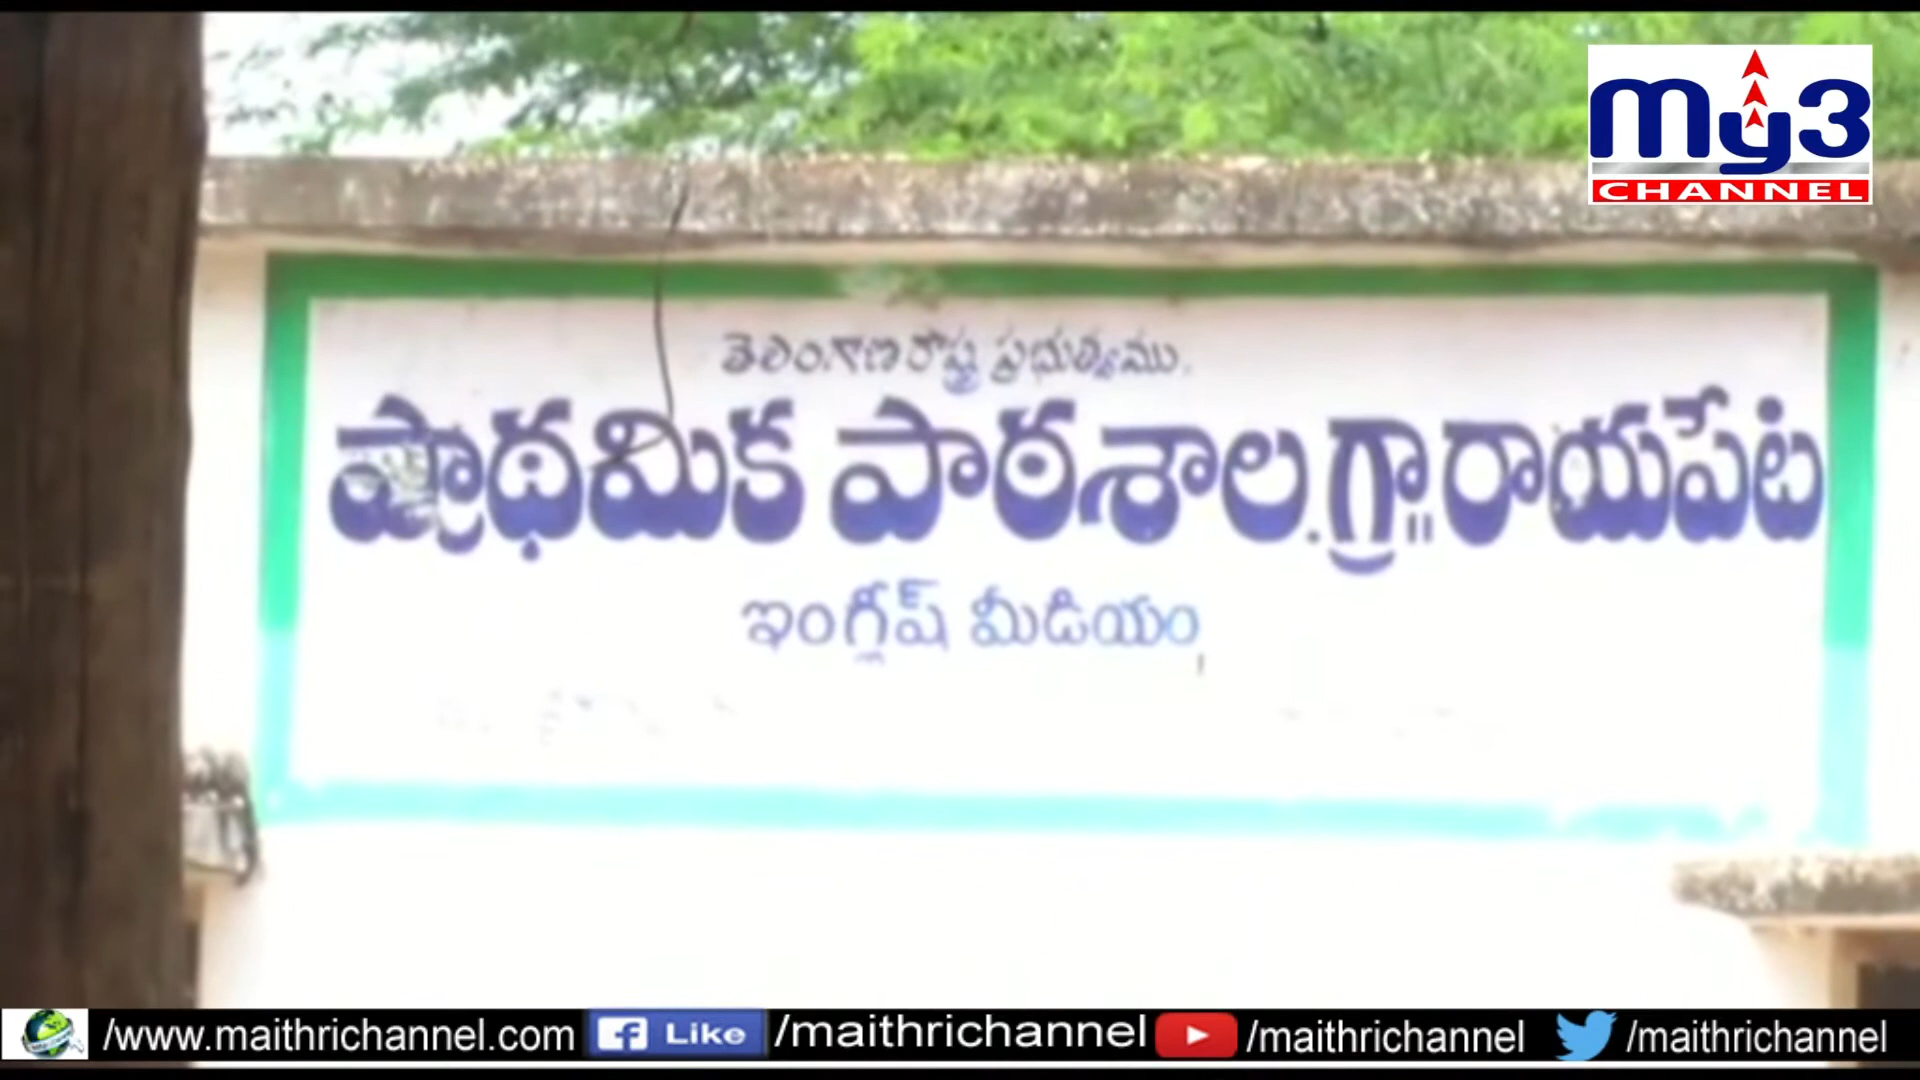 my3
CHANNEL
తెలంగాణ రాష్ట్ర ప్రభుత్వము.
ప్రాథమిక పాఠశాల. గ్రా॥ రాయపేట
ఇంగ్లీష్ మీడియం
/www.maithrichannel.com Like /maithrichannel /maithrichannel /maithrichannel